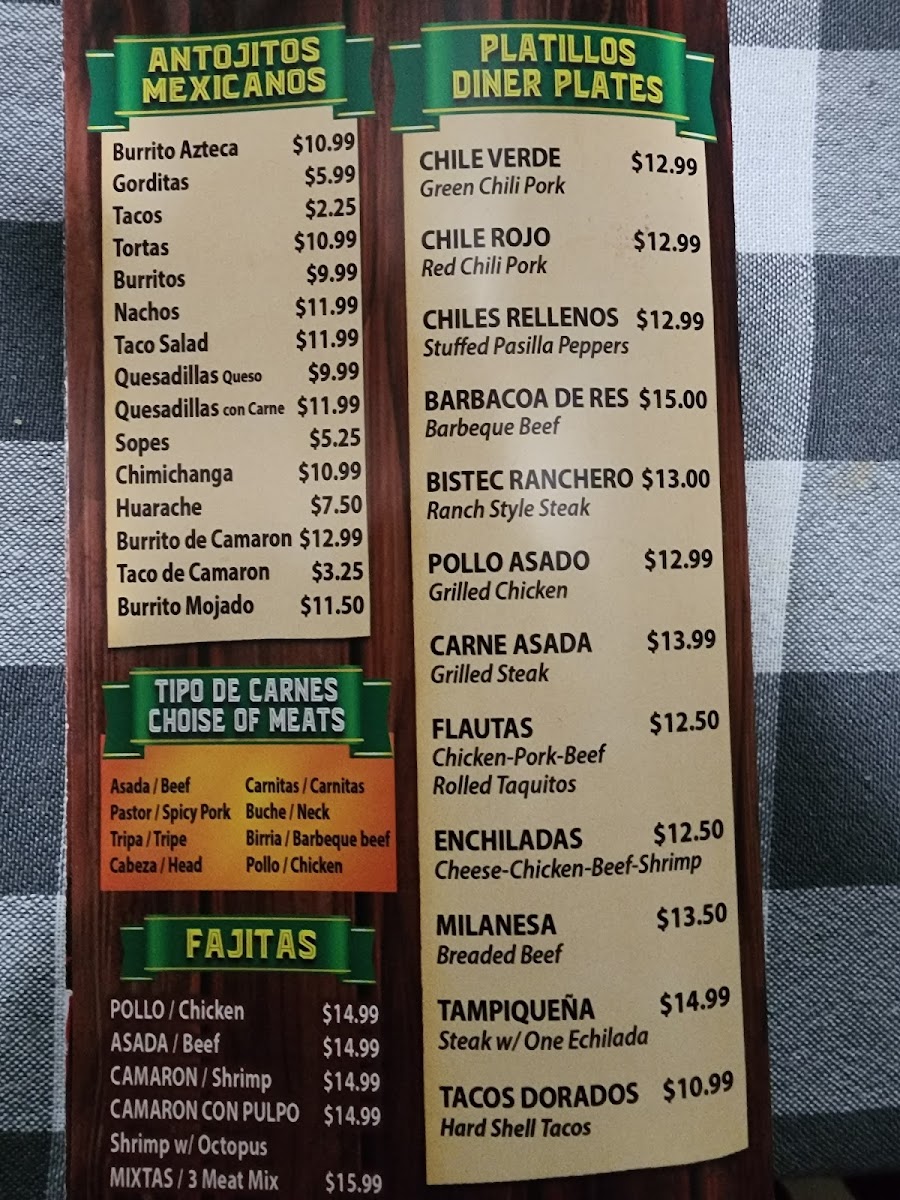 ANTOJITOS
MEXICANOS
Burrito Azteca $10.99
Gorditas $5.99
Tacos $2.25
Tortas $10.99
Burritos $9.99
Nachos $11.99
Taco Salad $11.99
Quesadillas Queso $9.99
Quesadillas con Carne $11.99
Sopes $5.25
Chimichanga $10.99
Huarache $7.50
Burrito de Camaron $12.99
Taco de Camaron $3.25
Burrito Mojado $11.50
TIPO DE CARNES
CHOISE OF MEATS
Asada / Beef Carnitas / Carnitas
Pastor / Spicy Pork Buche / Neck
Tripa / Tripe Birria / Barbeque beef
Cabeza / Head Pollo / Chicken
FAJITAS
POLLO / Chicken $14.99
ASADA / Beef $14.99
CAMARON / Shrimp $14.99
CAMARON CON PULPO $14.99
Shrimp w/ Octopus
MIXTAS / 3 Meat Mix $15.99
PLATILLOS
DINER PLATES
CHILE VERDE $12.99
Green Chili Pork
CHILE ROJO $12.99
Red Chili Pork
CHILES RELLENOS $12.99
Stuffed Pasilla Peppers
BARBACOA DE RES $15.00
Barbeque Beef
BISTEC RANCHERO $13.00
Ranch Style Steak
POLLO ASADO $12.99
Grilled Chicken
CARNE ASADA $13.99
Grilled Steak
FLAUTAS $12.50
Chicken-Pork-Beef
Rolled Taquitos
ENCHILADAS $12.50
Cheese-Chicken-Beef-Shrimp
MILANESA $13.50
Breaded Beef
TAMPIQUEÑA $14.99
Steak w/ One Echilada
TACOS DORADOS $10.99
Hard Shell Tacos